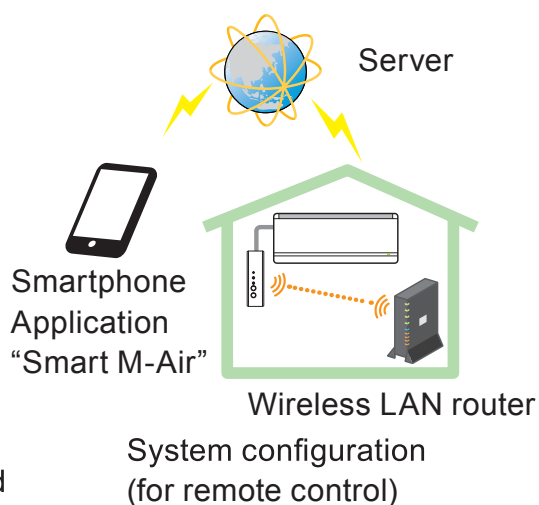 Server
Smartphone
Application
“Smart M-Air”
Wireless LAN router
System configuration
(for remote control)